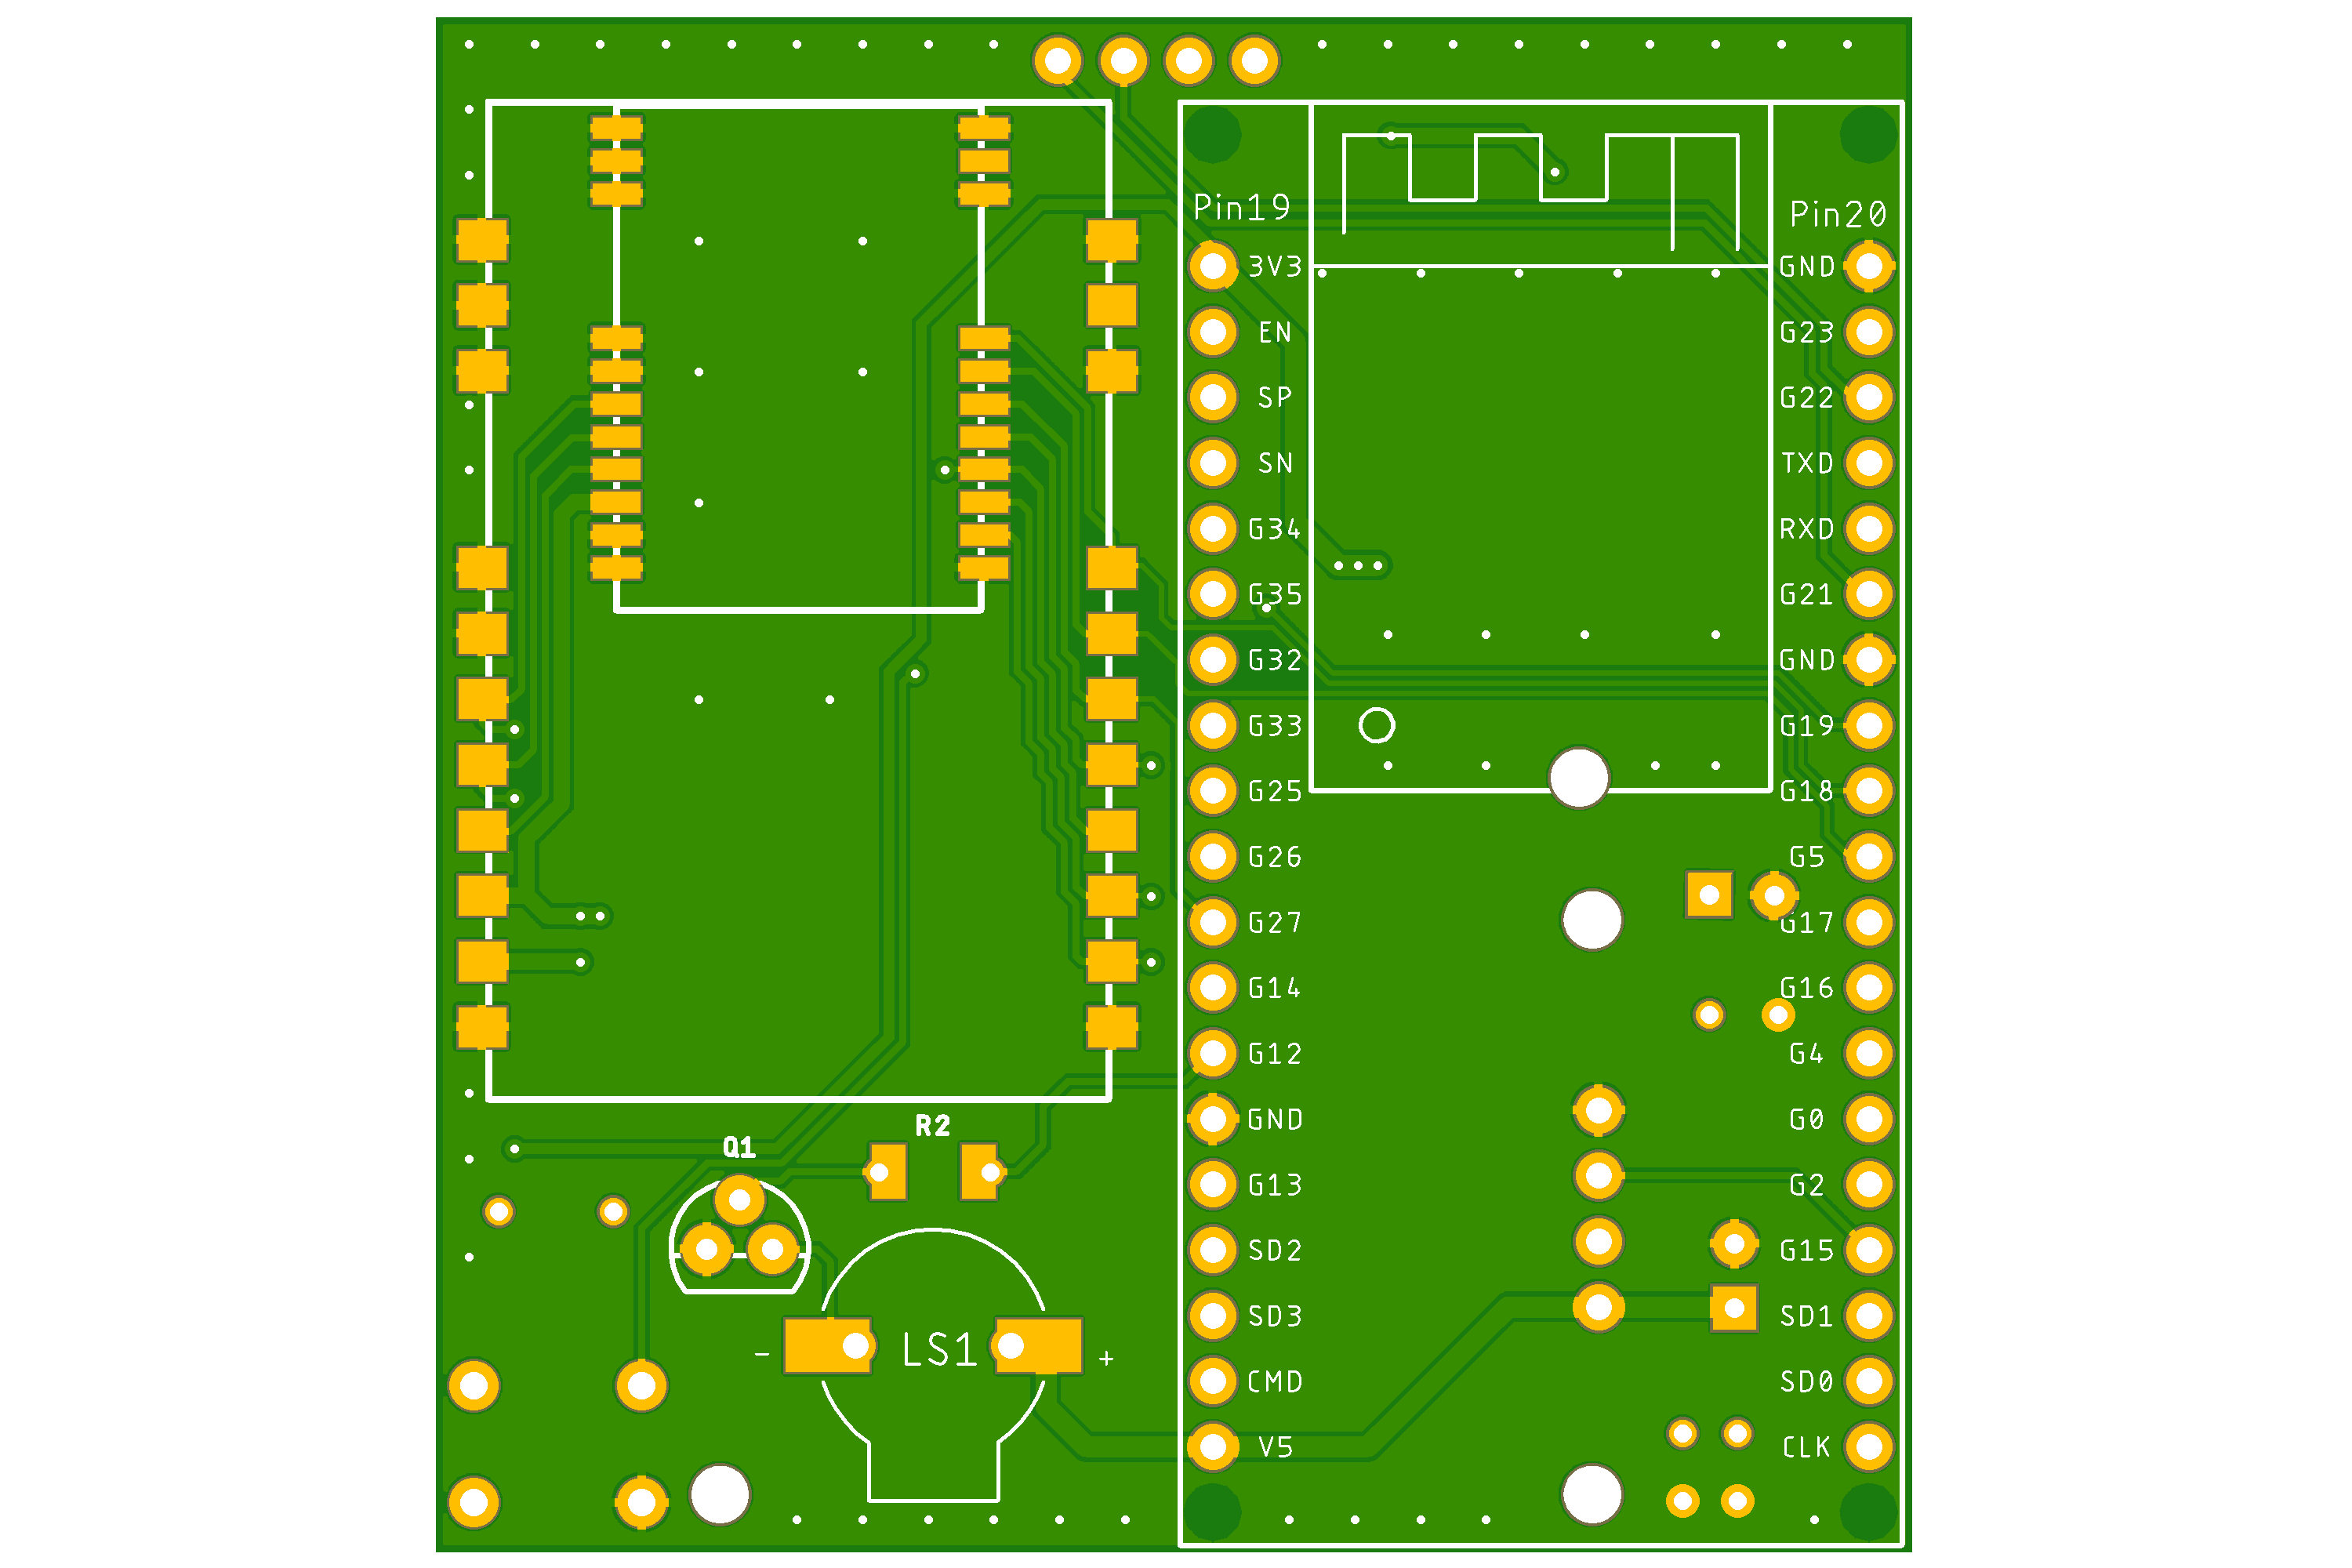 Pin19
Pin20
3V3 GND
EN G23
SP G22
SN TXD
G34 RXD
G35 G21
G32 GND
G33 G19
G25 G18
G26 G5
G27 G17
G14 G16
G12 G4
GND G0
R2
Q1
G13 G2
SD2 G15
SD3 SD1
- LS1 +
CMD SD0
V5 CLK